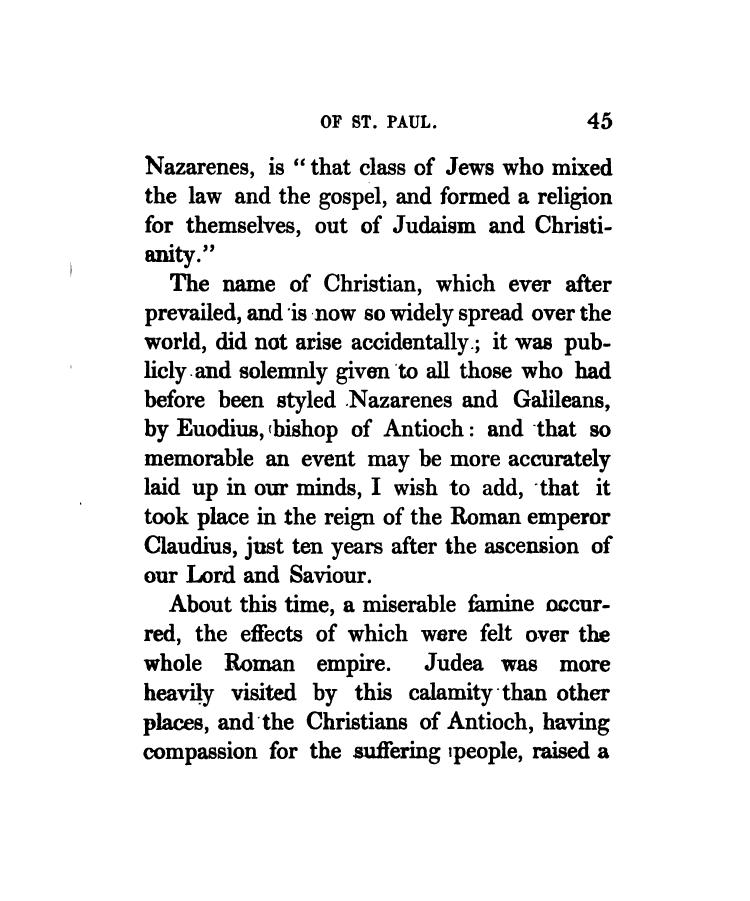 OF ST. PAUL. 45
Nazarenes, is “that class of Jews who mixed
the law and the gospel, and formed a religion
for themselves, out of Judaism and Christi-
anity.”
The name of Christian, which ever after
prevailed, and is now so widely spread over the
world, did not arise accidentally; it was pub-
licly and solemnly given to all those who had
before been styled Nazarenes and Galileans,
by Euodius, bishop of Antioch: and that so
memorable an event may be more accurately
laid up in our minds, I wish to add, that it
took place in the reign of the Roman emperor
Claudius, just ten years after the ascension of
our Lord and Saviour.
About this time, a miserable famine occur-
red, the effects of which were felt over the
whole Roman empire. Judea was more
heavily visited by this calamity than other
places, and the Christians of Antioch, having
compassion for the suffering people, raised a